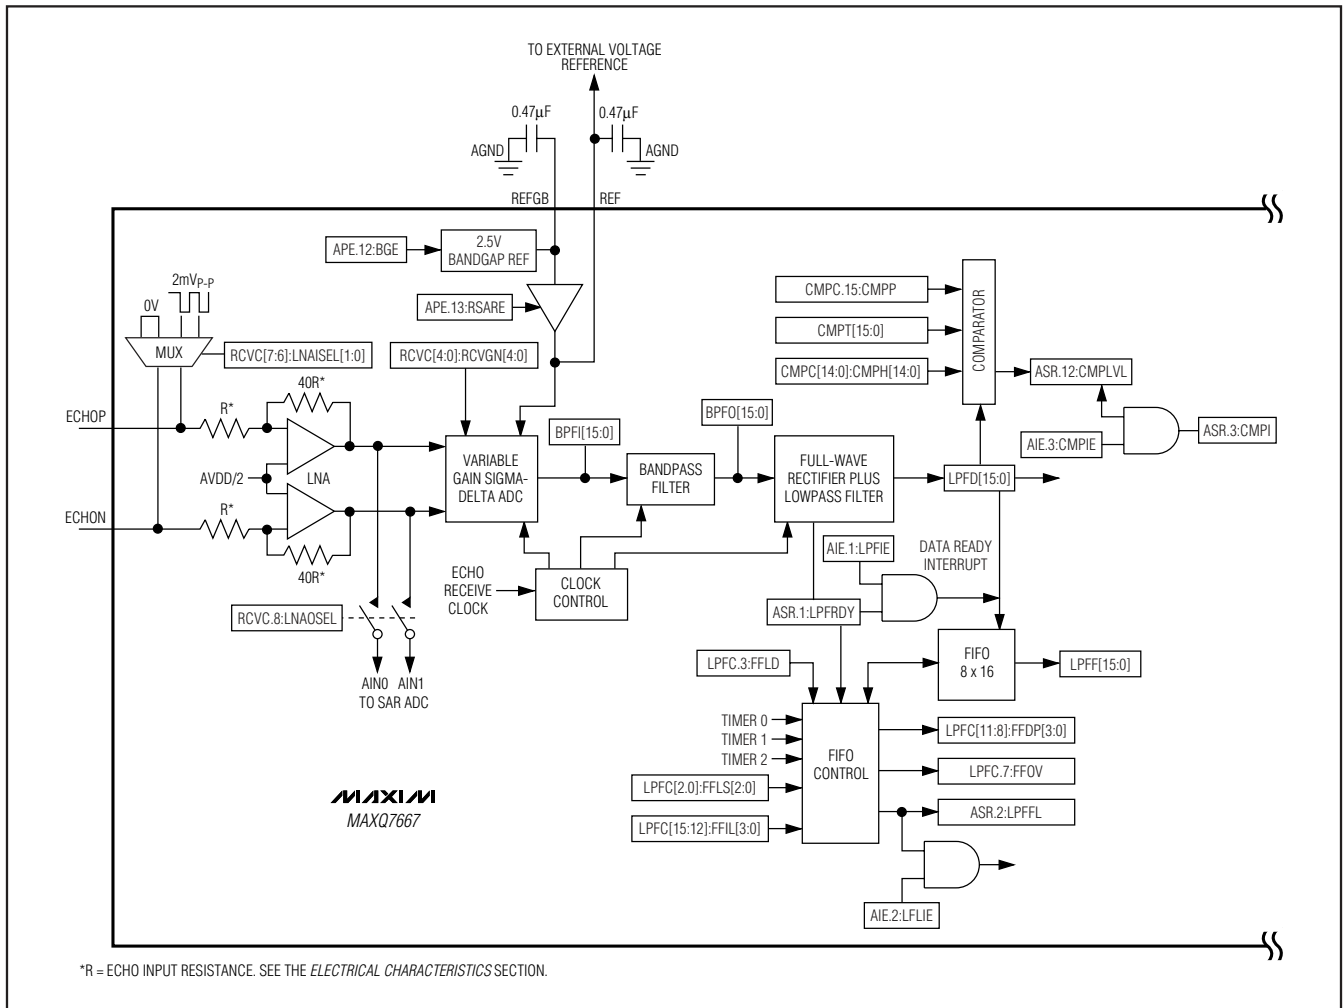 TO EXTERNAL VOLTAGE
REFERENCE
0.47µF
0.47µF
AGND
AGND
REFGB
REF
APE.12:BGE
2.5V
BANDGAP REF
2mVP-P
0V
MUX
APE.13:RSARE
RCVC[7:6]:LNAISEL[1:0]
RCVC[4:0]:RCVGN[4:0]
CMPC.15:CMPP
CMPT[15:0]
CMPC[14:0]:CMPH[14:0]
COMPARATOR
ASR.12:CMPLVL
AIE.3:CMPIE
ASR.3:CMPI
40R*
R*
ECHOP
AVDD/2
LNA
ECHON
R*
40R*
VARIABLE
GAIN SIGMA-
DELTA ADC
BPFI[15:0]
BANDPASS
FILTER
BPFO[15:0]
FULL-WAVE
RECTIFIER PLUS
LOWPASS FILTER
LPFD[15:0]
ECHO
RECEIVE
CLOCK
CLOCK
CONTROL
AIE.1:LPFIE
DATA READY
INTERRUPT
ASR.1:LPFRDY
RCVC.8:LNAOSEL
AIN0 AIN1
TO SAR ADC
LPFC.3:FFLD
FIFO
8 x 16
LPFF[15:0]
TIMER 0
TIMER 1
TIMER 2
LPFC[2.0]:FFLS[2:0]
LPFC[15:12]:FFIL[3:0]
FIFO
CONTROL
LPFC[11:8]:FFDP[3:0]
LPFC.7:FFOV
ASR.2:LPFFL
AIE.2:LFLIE
MAXIM
MAXQ7667
*R = ECHO INPUT RESISTANCE. SEE THE ELECTRICAL CHARACTERISTICS SECTION.